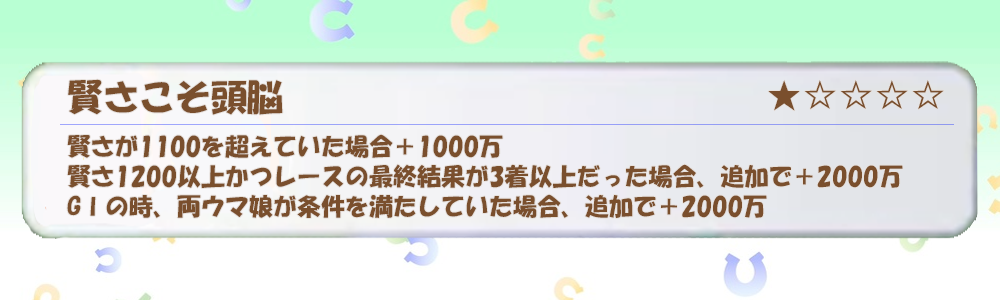 賢さこそ頭脳 ★☆☆☆☆
賢さが1100を超えていた場合＋1000万
賢さ1200以上かつレースの最終結果が3着以上だった場合、追加で＋2000万
GⅠの時、両ウマ娘が条件を満たしていた場合、追加で＋2000万